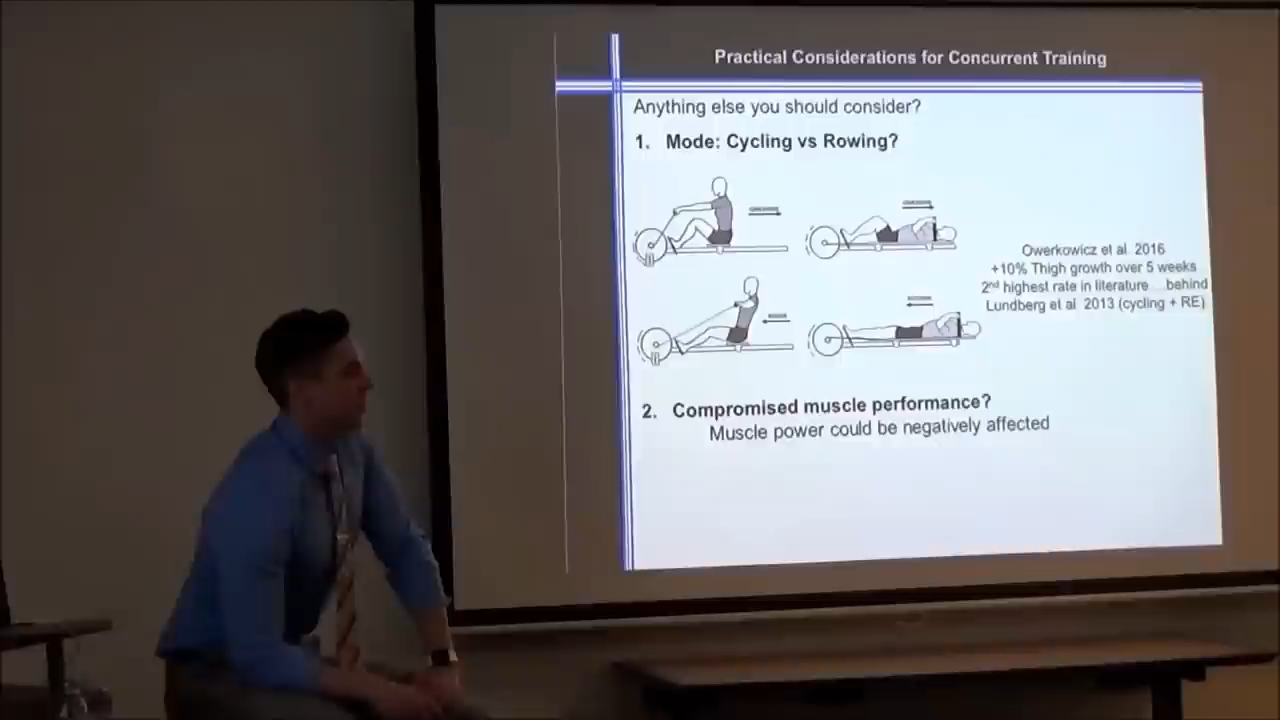 Practical Considerations for Concurrent Training
Anything else you should consider?
1. Mode: Cycling vs Rowing?
Owerkowicz et al. 2016
+10% Thigh growth over 5 weeks
2nd highest rate in literature....behind
Lundberg et al. 2013 (cycling + RE)
2. Compromised muscle performance?
Muscle power could be negatively affected